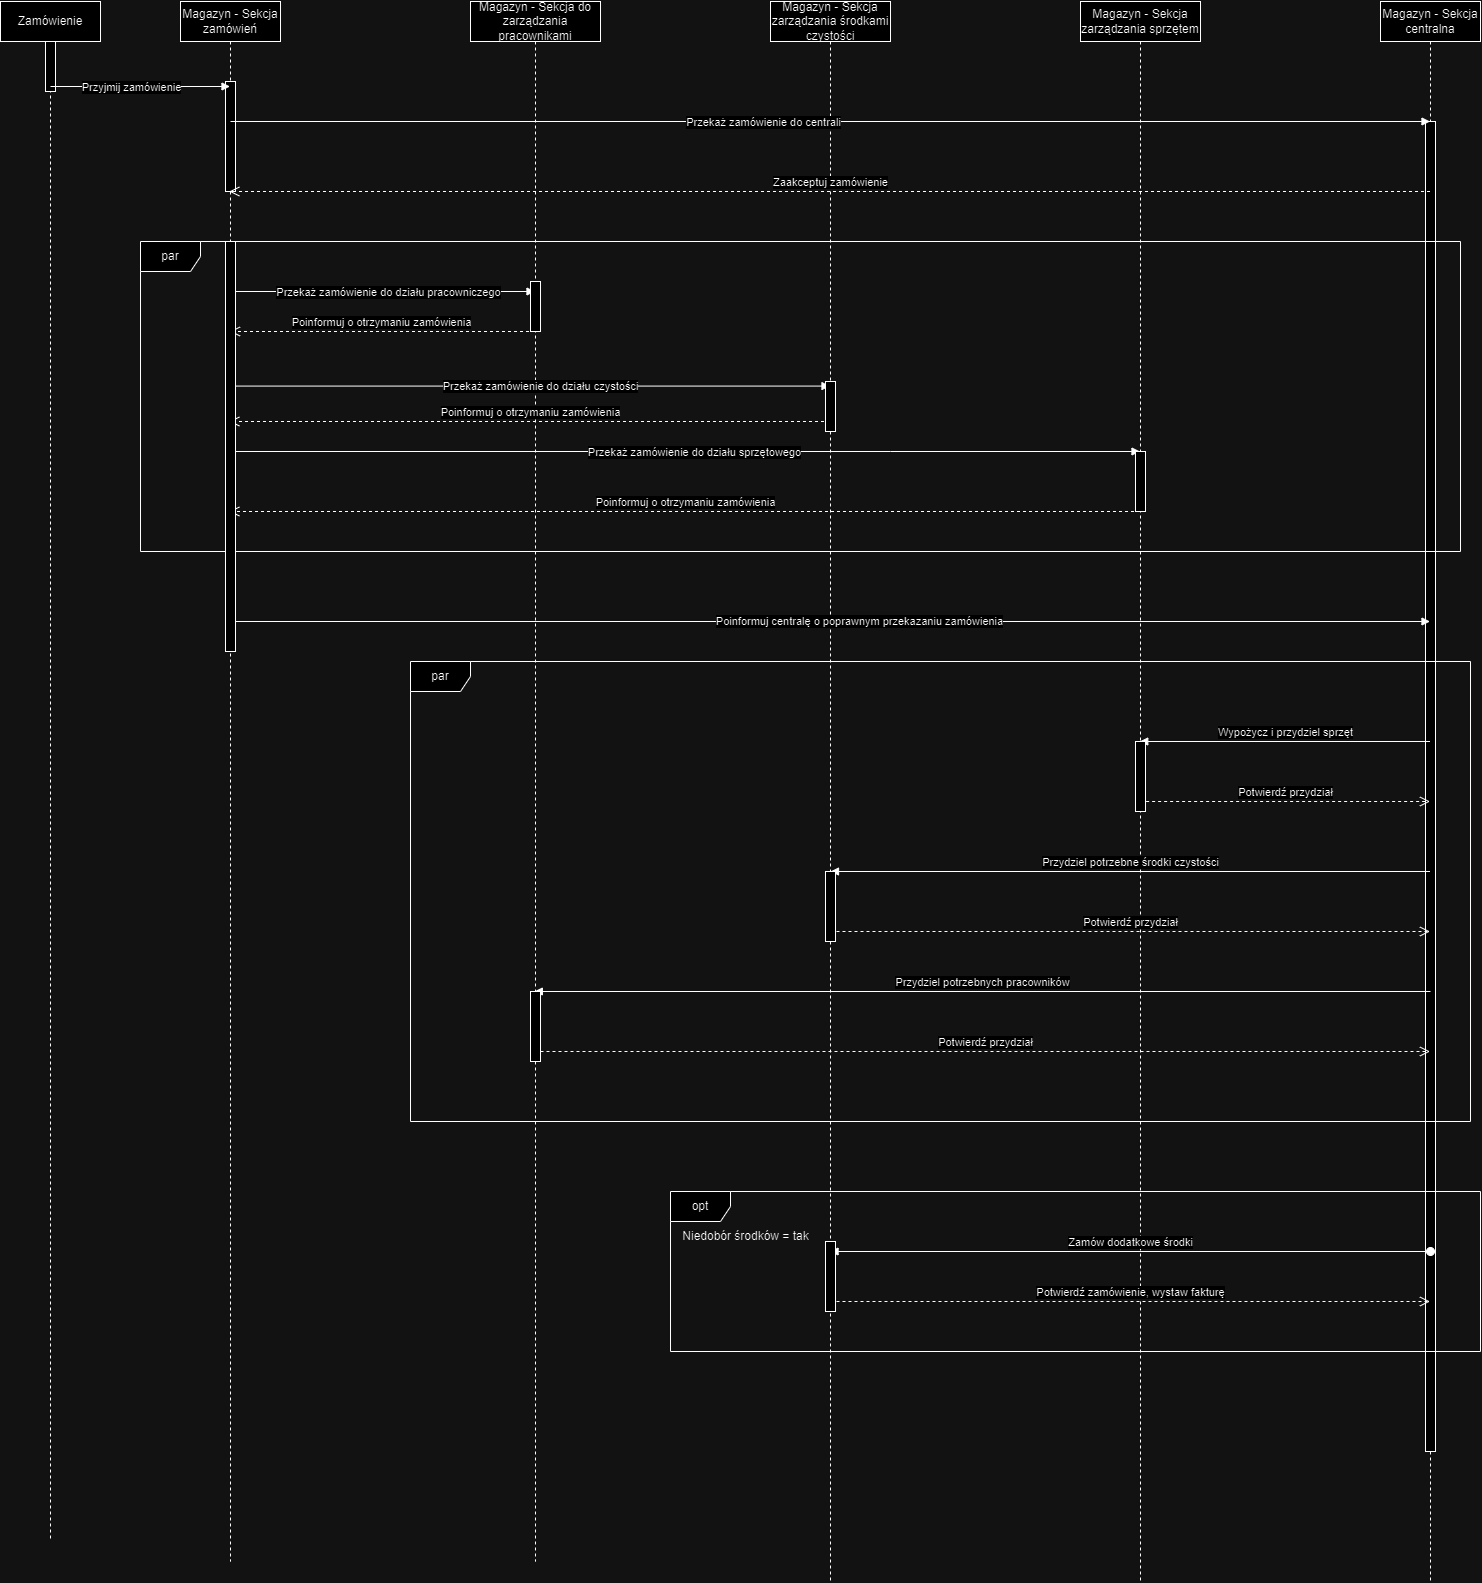 Zamówienie
Magazyn - Sekcja
zamówień
Magazyn - Sekcja do
zarządzania
pracownikami
Magazyn - Sekcja
zarządzania środkami
czystości
Magazyn - Sekcja
zarządzania sprzętem
Magazyn - Sekcja
centralna
Przyjmij zamówienie
Przekaż zamówienie do centrali
Zaakceptuj zamówienie
par
Przekaż zamówienie do działu pracowniczego
Poinformuj o otrzymaniu zamówienia
Przekaż zamówienie do działu czystości
Poinformuj o otrzymaniu zamówienia
Przekaż zamówienie do działu sprzętowego
Poinformuj o otrzymaniu zamówienia
Poinformuj centralę o poprawnym przekazaniu zamówienia
par
Wypożycz i przydziel sprzęt
Potwierdź przydział
Przydziel potrzebne środki czystości
Potwierdź przydział
Przydziel potrzebnych pracowników
Potwierdź przydział
opt
Niedobór środków = tak
Zamów dodatkowe środki
Potwierdź zamówienie, wystaw fakturę